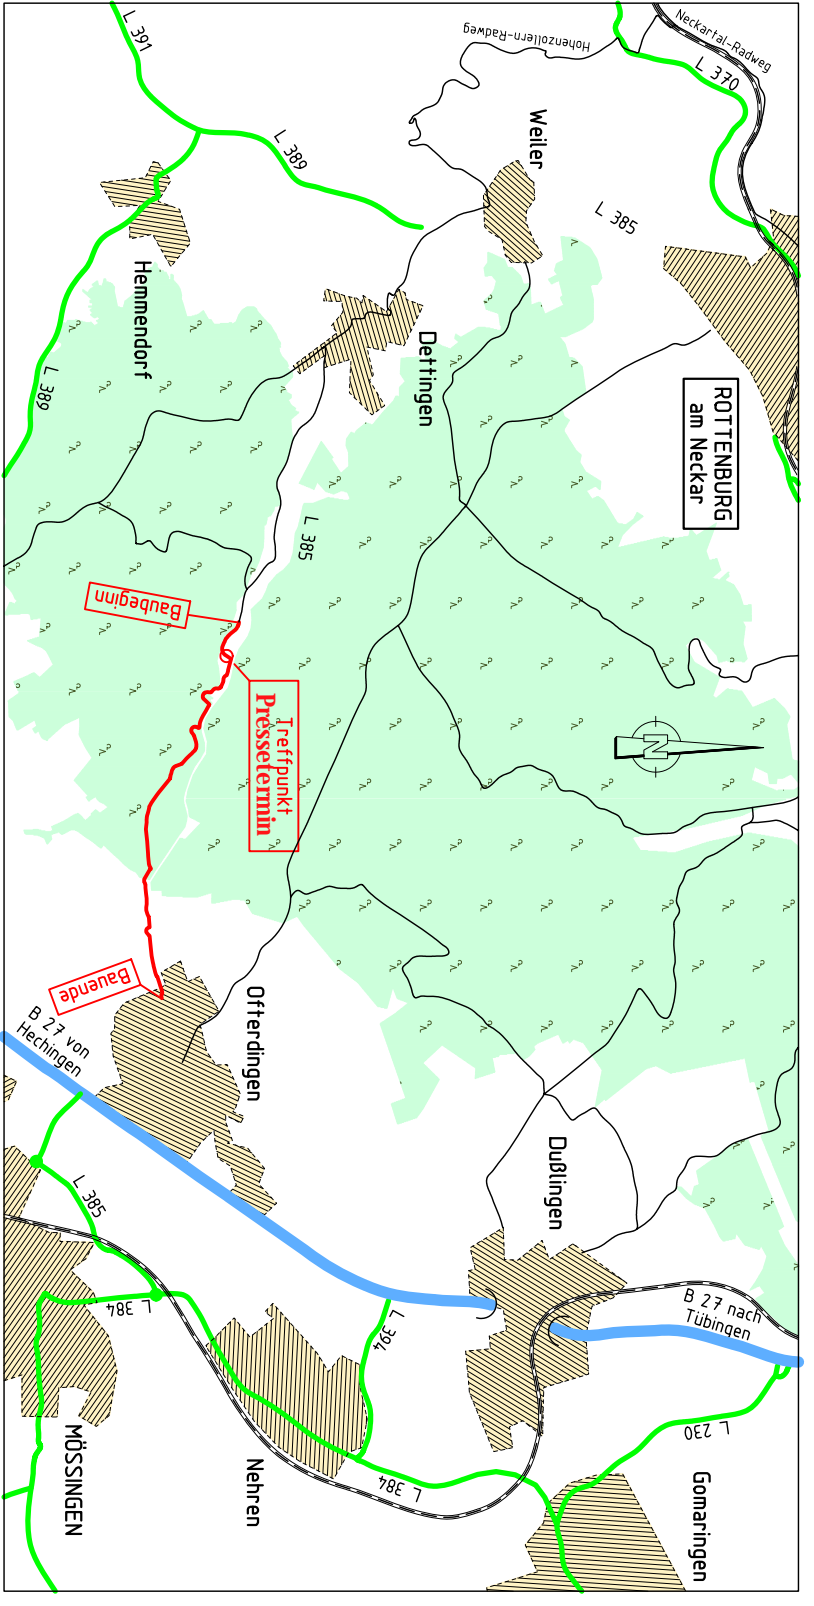 L 391
Hohenzollern-Radweg
Neckartal-Radweg
L 370
Weiler
L 389
L 385
Hemmendorf
L 389
Dettingen
ROTTENBURG
am Neckar
L 385
Baubeginn
Treffpunkt
Pressetermin
N
Bauende
Ofterdingen
B 27 von
Hechingen
L 385
Dußlingen
L 384
L 394
B 27 nach
Tübingen
L 230
MÖSSINGEN
Nehren
L 384
Gomaringen